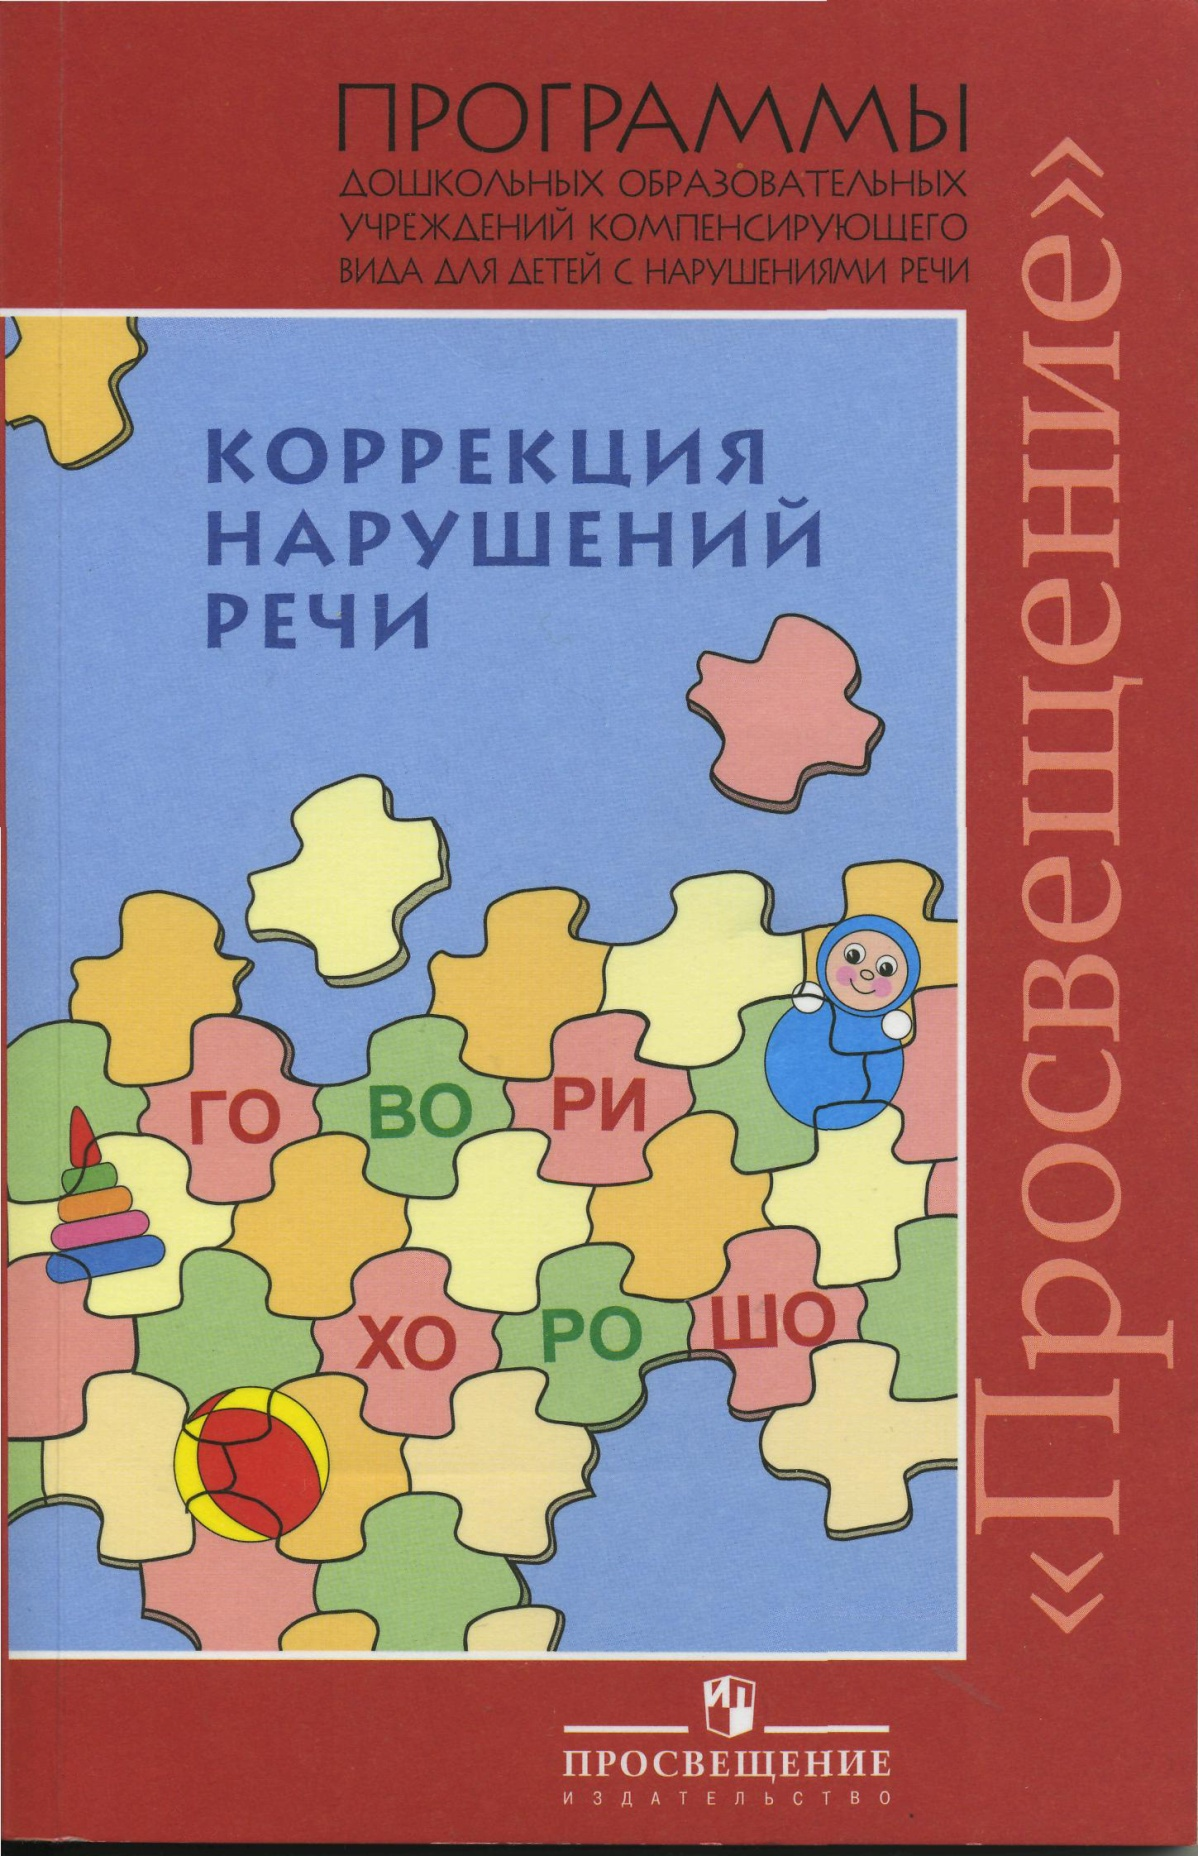 ПРОГРАММЫ
ДОШКОЛЬНЫХ ОБРАЗОВАТЕЛЬНЫХ
УЧРЕЖДЕНИЙ КОМПЕНСИРУЮЩЕГО
ВИДА ДЛЯ ДЕТЕЙ С НАРУШЕНИЯМИ РЕЧИ
«Просвещение»
КОРРЕКЦИЯ
НАРУШЕНИЙ
РЕЧИ
ГО ВО РИ
ХО РО ШО
ИП
ПРОСВЕЩЕНИЕ
ИЗДАТЕЛЬСТВО